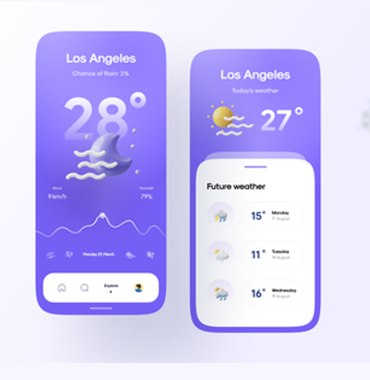 Los Angeles
Chance of Rain: 3%
28°
Wind
9 km/h
Humidity
79%
Monday 25, March
Explore
Los Angeles
Today's weather
27°
Future weather
15°
Monday
17 August
11°
Tuesday
18 August
16°
Wednesday
19 August